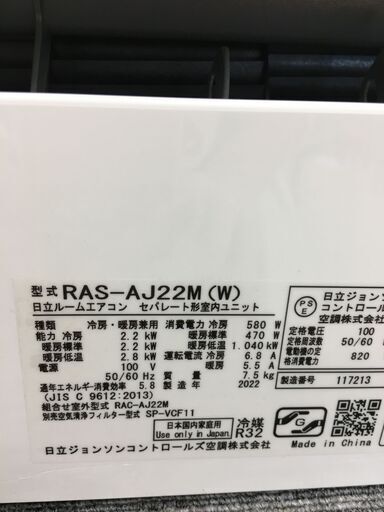 型式 RAS-AJ22M(W)
日立ルームエアコン セパレート形室内ユニット
種類 冷房・暖房兼用 消費電力 冷房 580 W
能力 冷房 2.2 kW 暖房標準 470 W
暖房標準 2.2 kW 暖房低温 1.040 kW
暖房低温 2.8 kW 運転電流 冷房 6.8 A
電源 100 V 暖房 5.5 A
50/60 Hz 質量 7.5 kg
通年エネルギー消費効率 5.8 製造年 2022
(JIS C 9612:2013)
組合せ室外型式 RAC-AJ22M
別売空気清浄フィルター型式 SP-VCF11
日本国内家庭用
Use only in Japan
冷媒
R32
日立ジョンソンコントロールズ空調株式会社
PS
E
日立ジョンソン
コントロールズ
空調株式会社
定格電圧 100
定格周波数 50/60
電動機の
定格消費電力 820
製造番号 117213
G
Made in China